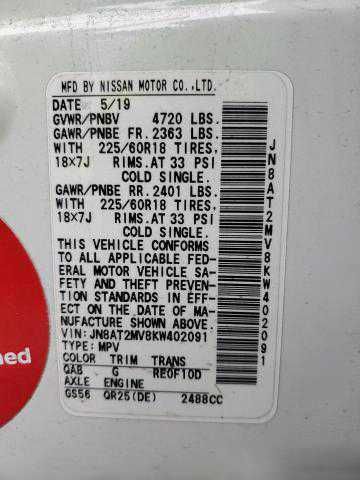 MFD BY NISSAN MOTOR CO.,LTD.
DATE 5/19
GVWR/PNBV 4720 LBS.
GAWR/PNBE FR. 2363 LBS.
WITH 225/60R18 TIRES,
18X7J RIMS. AT 33 PSI
COLD SINGLE.
GAWR/PNBE RR. 2401 LBS.
WITH 225/60R18 TIRES,
18X7J RIMS. AT 33 PSI
COLD SINGLE.
THIS VEHICLE CONFORMS
TO ALL APPLICABLE FED-
ERAL MOTOR VEHICLE SA-
FETY AND THEFT PREVEN-
TION STANDARDS IN EFF-
ECT ON THE DATE OF MA-
NUFACTURE SHOWN ABOVE.
VIN:JN8AT2MV8KW402091
TYPE:MPV
COLOR TRIM TRANS
QAB G RE0F10D
AXLE ENGINE
GS56 QR25(DE) 2488CC
JN8AT2MV8KW402091
ned